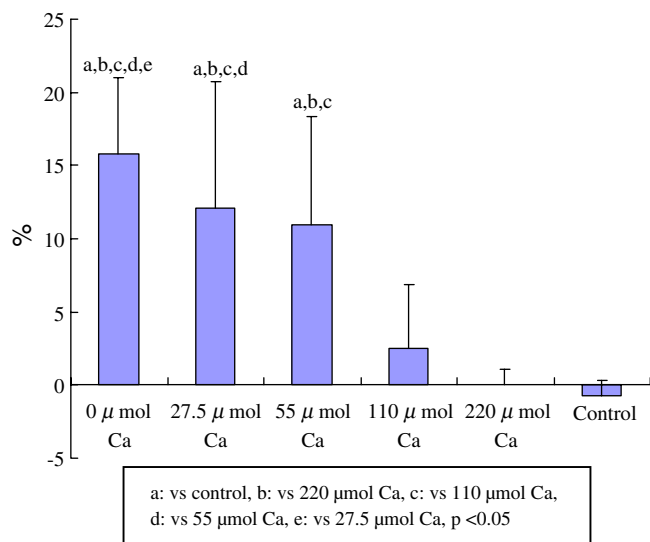 25
20
15
10
5
0
-5
%
a,b,c,d,e
a,b,c,d
a,b,c
0 μ mol
Ca
27.5 μ mol
Ca
55 μ mol
Ca
110 μ mol
Ca
220 μ mol
Ca
Control
a: vs control, b: vs 220 μmol Ca, c: vs 110 μmol Ca,
d: vs 55 μmol Ca, e: vs 27.5 μmol Ca, p <0.05